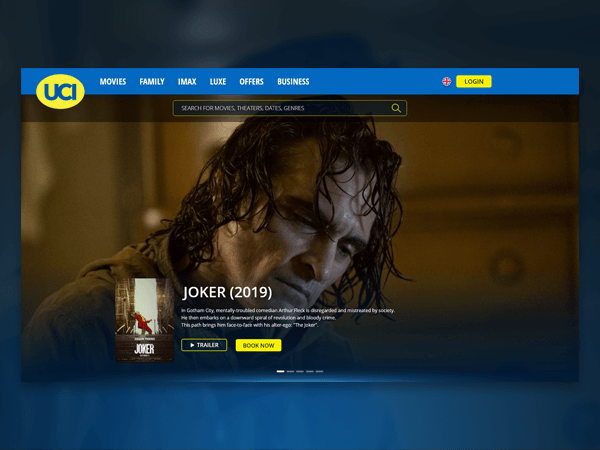 UCI
MOVIES FAMILY IMAX LUXE OFFERS BUSINESS LOGIN
SEARCH FOR MOVIES, THEATERS, DATES, GENRES
JOKER (2019)
In Gotham City, mentally-troubled comedian Arthur Fleck is disregarded and mistreated by society.
He then embarks on a downward spiral of revolution and bloody crime.
This path brings him face-to-face with his alter-ego: "The Joker".
JOKER
TRAILER BOOK NOW